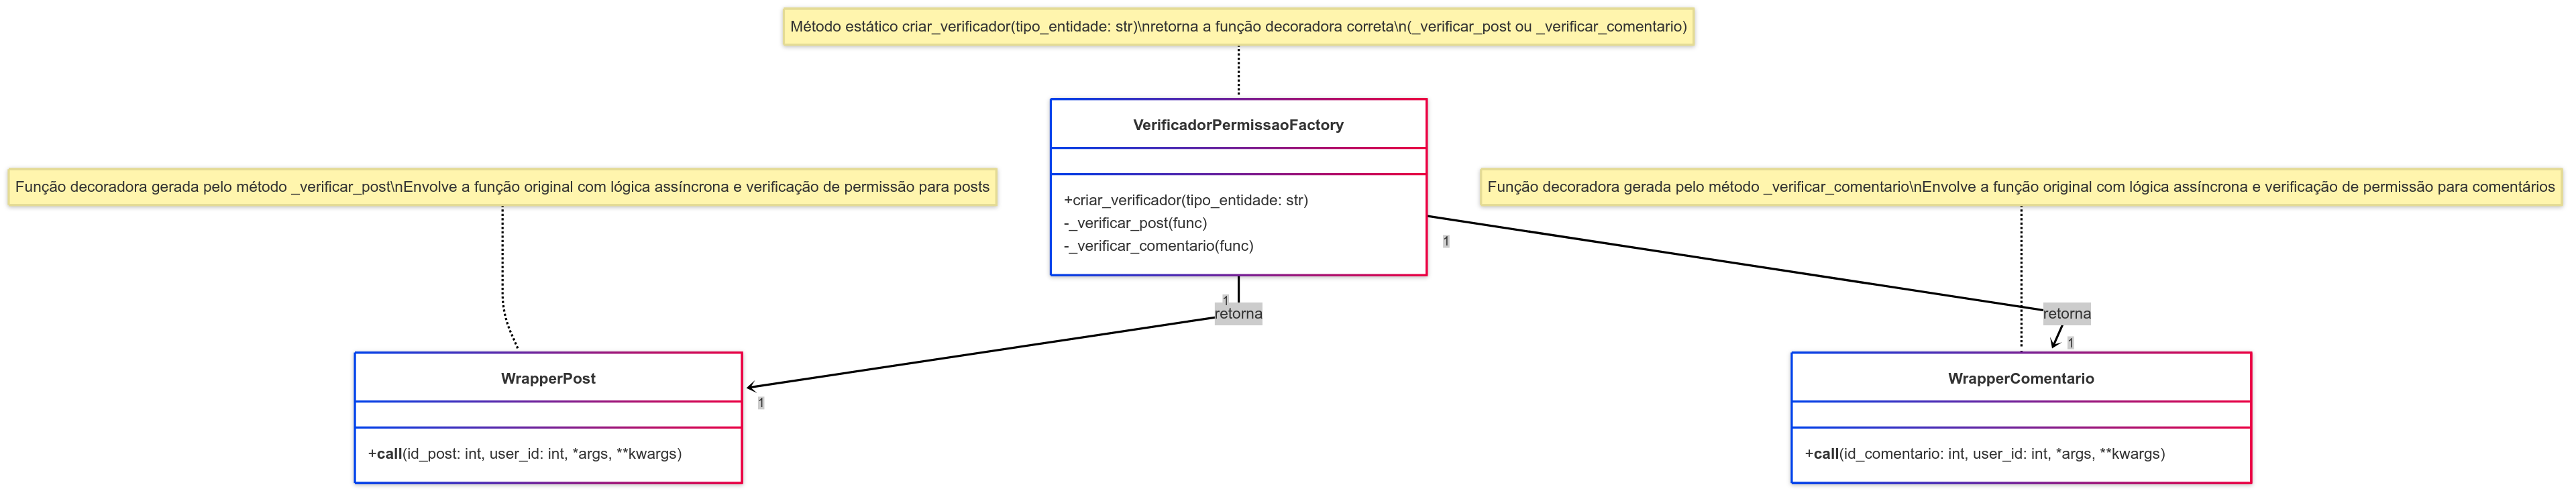 Método estático criar_verificador(tipo_entidade: str)\nretorna a função decoradora correta\n(_verificar_post ou _verificar_comentario)
VerificadorPermissaoFactory
+criar_verificador(tipo_entidade: str)
-_verificar_post(func)
-_verificar_comentario(func)
Função decoradora gerada pelo método _verificar_post\nEnvolve a função original com lógica assíncrona e verificação de permissão para posts
Função decoradora gerada pelo método _verificar_comentario\nEnvolve a função original com lógica assíncrona e verificação de permissão para comentários
1
1
retorna
retorna
1
1
WrapperPost
+call(id_post: int, user_id: int, *args, **kwargs)
WrapperComentario
+call(id_comentario: int, user_id: int, *args, **kwargs)